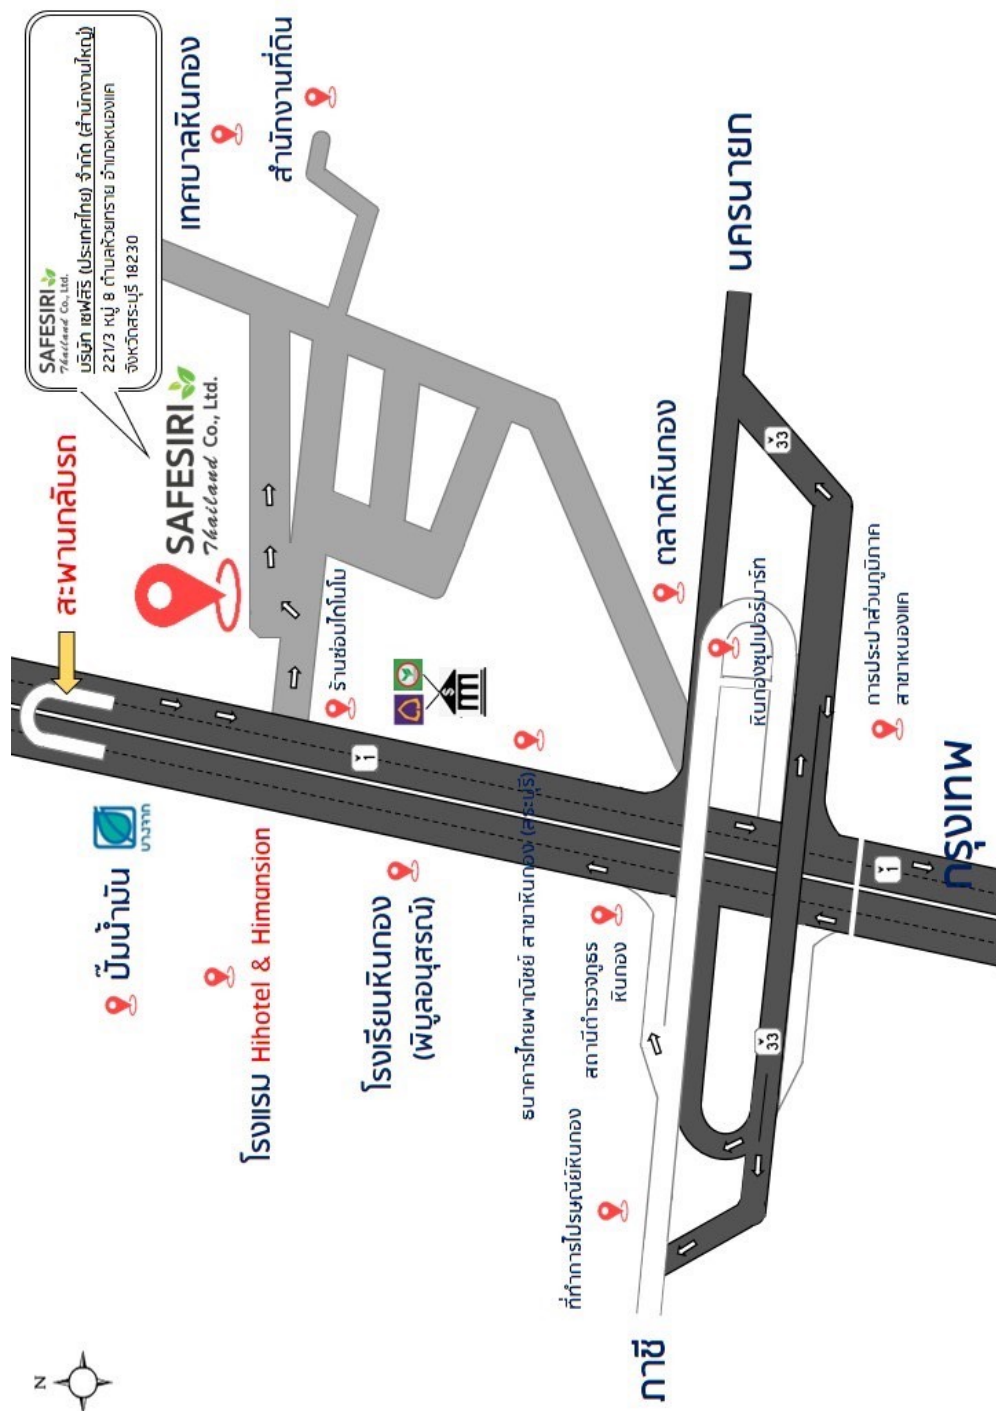 SAFESIRI
Thailand Co., Ltd.
บริษัท เซฟสิริ (ประเทศไทย) จำกัด (สำนักงานใหญ่)
221/3 หมู่ 8 ตำบลห้วยทราย อำเภอหนองแค
จังหวัดสระบุรี 18230
เทศบาลหินกอง
สำนักงานที่ดิน
สะพานกลับรถ
SAFESIRI
Thailand Co., Ltd.
นครนายก
ตลาดหินกอง
ร้านซ่อมไดโนโม
หินกองซุปเปอร์มาร์ท
การประปาส่วนภูมิภาค
สาขาหนองแค
33
1
ธนาคารไทยพาณิชย์ สาขาหินกอง (สระบุรี)
บางจาก
ปั๊มน้ำมัน
โรงแรม Hihotel & Himansion
โรงเรียนหินกอง
(พิบูลอนุสรณ์)
สถานีตำรวจภูธร
หินกอง
1
กรุงเทพ
33
ที่ทำการไปรษณีย์หินกอง
ภาชี
N